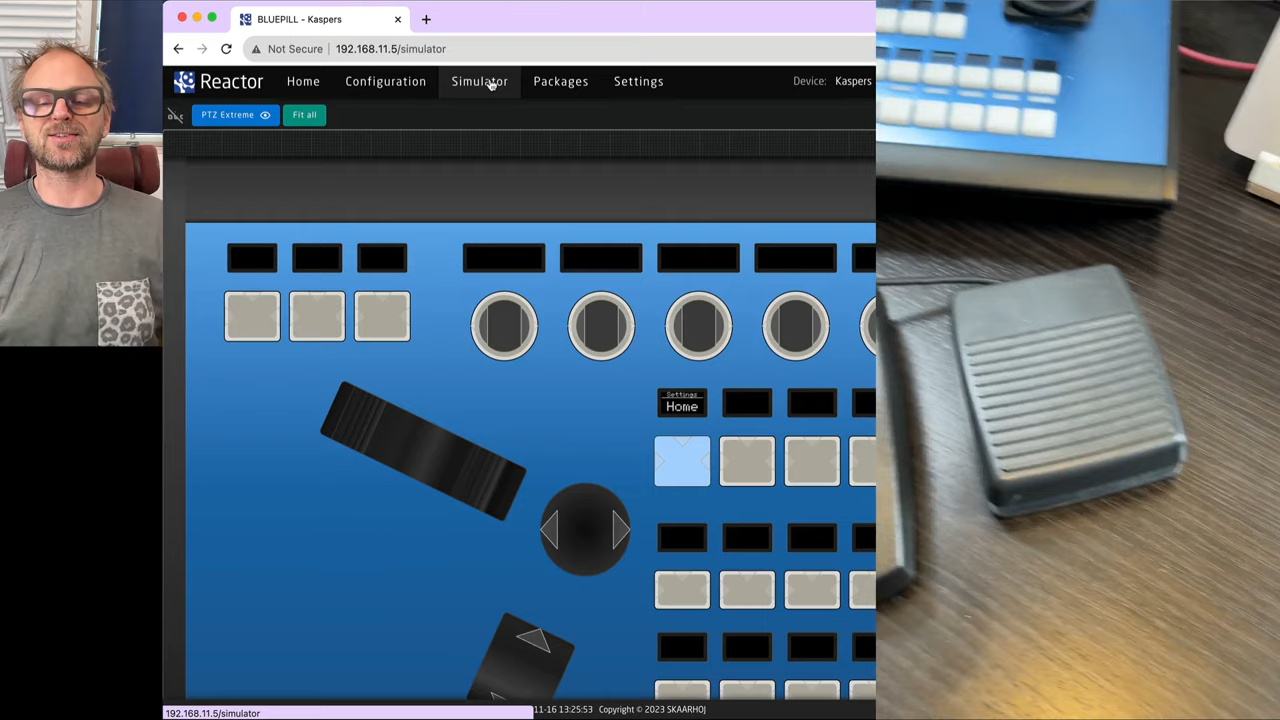 BLUEPILL - Kaspers
Not Secure
192.168.11.5/simulator
Reactor
Home
Configuration
Simulator
Packages
Settings
Device: Kaspers
PTZ Extreme
Fit all
Settings
Home
192.168.11.5/simulator
11-16 13:25:53 Copyright © 2023 SKAARHOJ